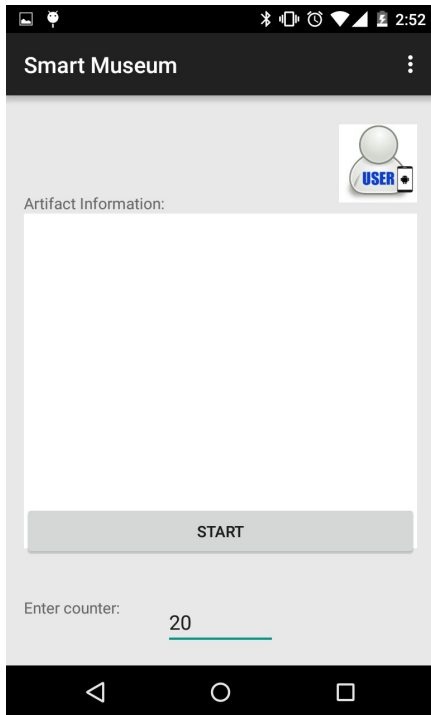 2:52
Smart Museum
USER
Artifact Information:
START
Enter counter:
20